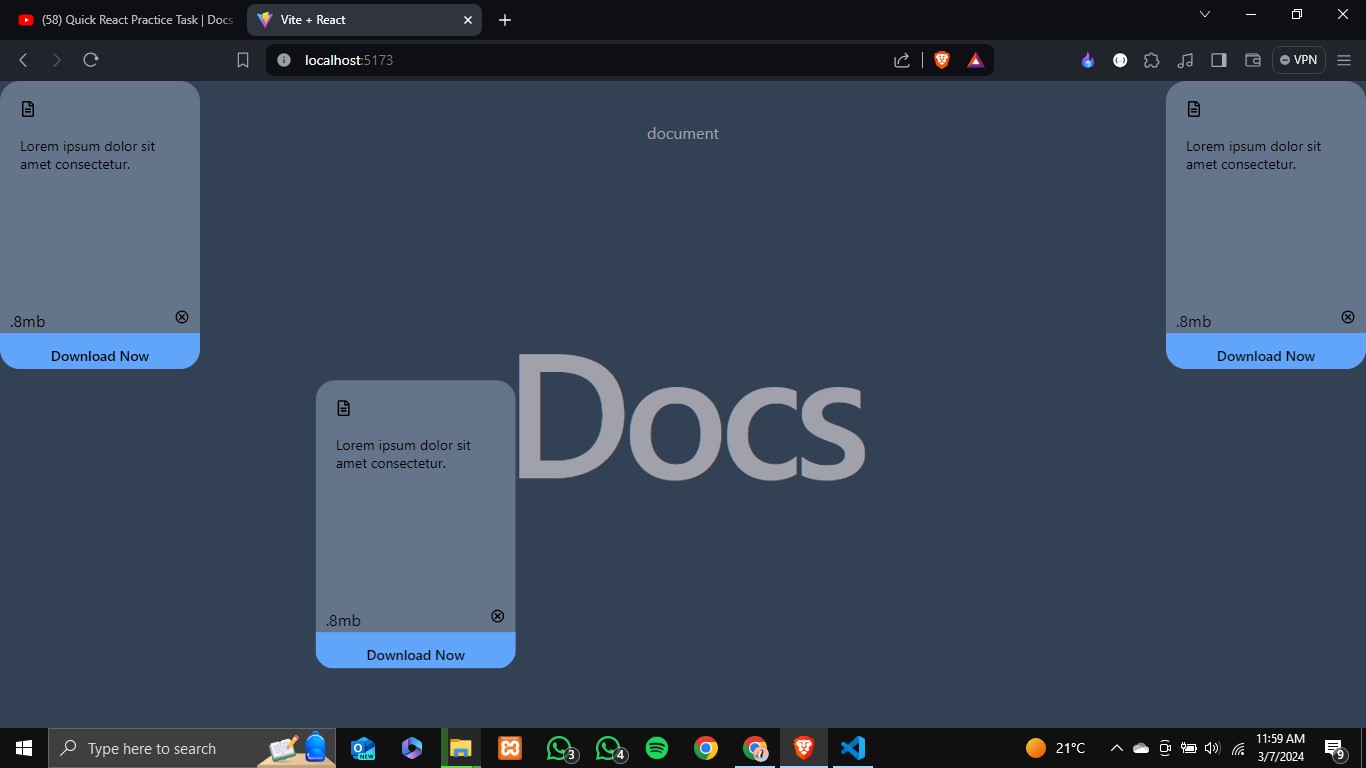 (58) Quick React Practice Task | Docs
Vite + React
localhost:5173
VPN
document
Lorem ipsum dolor sit
amet consectetur.
.8mb
Download Now
Lorem ipsum dolor sit
amet consectetur.
.8mb
Download Now
Docs
Lorem ipsum dolor sit
amet consectetur.
.8mb
Download Now
Type here to search
NEW
3
4
21°C
11:59 AM
3/7/2024
9